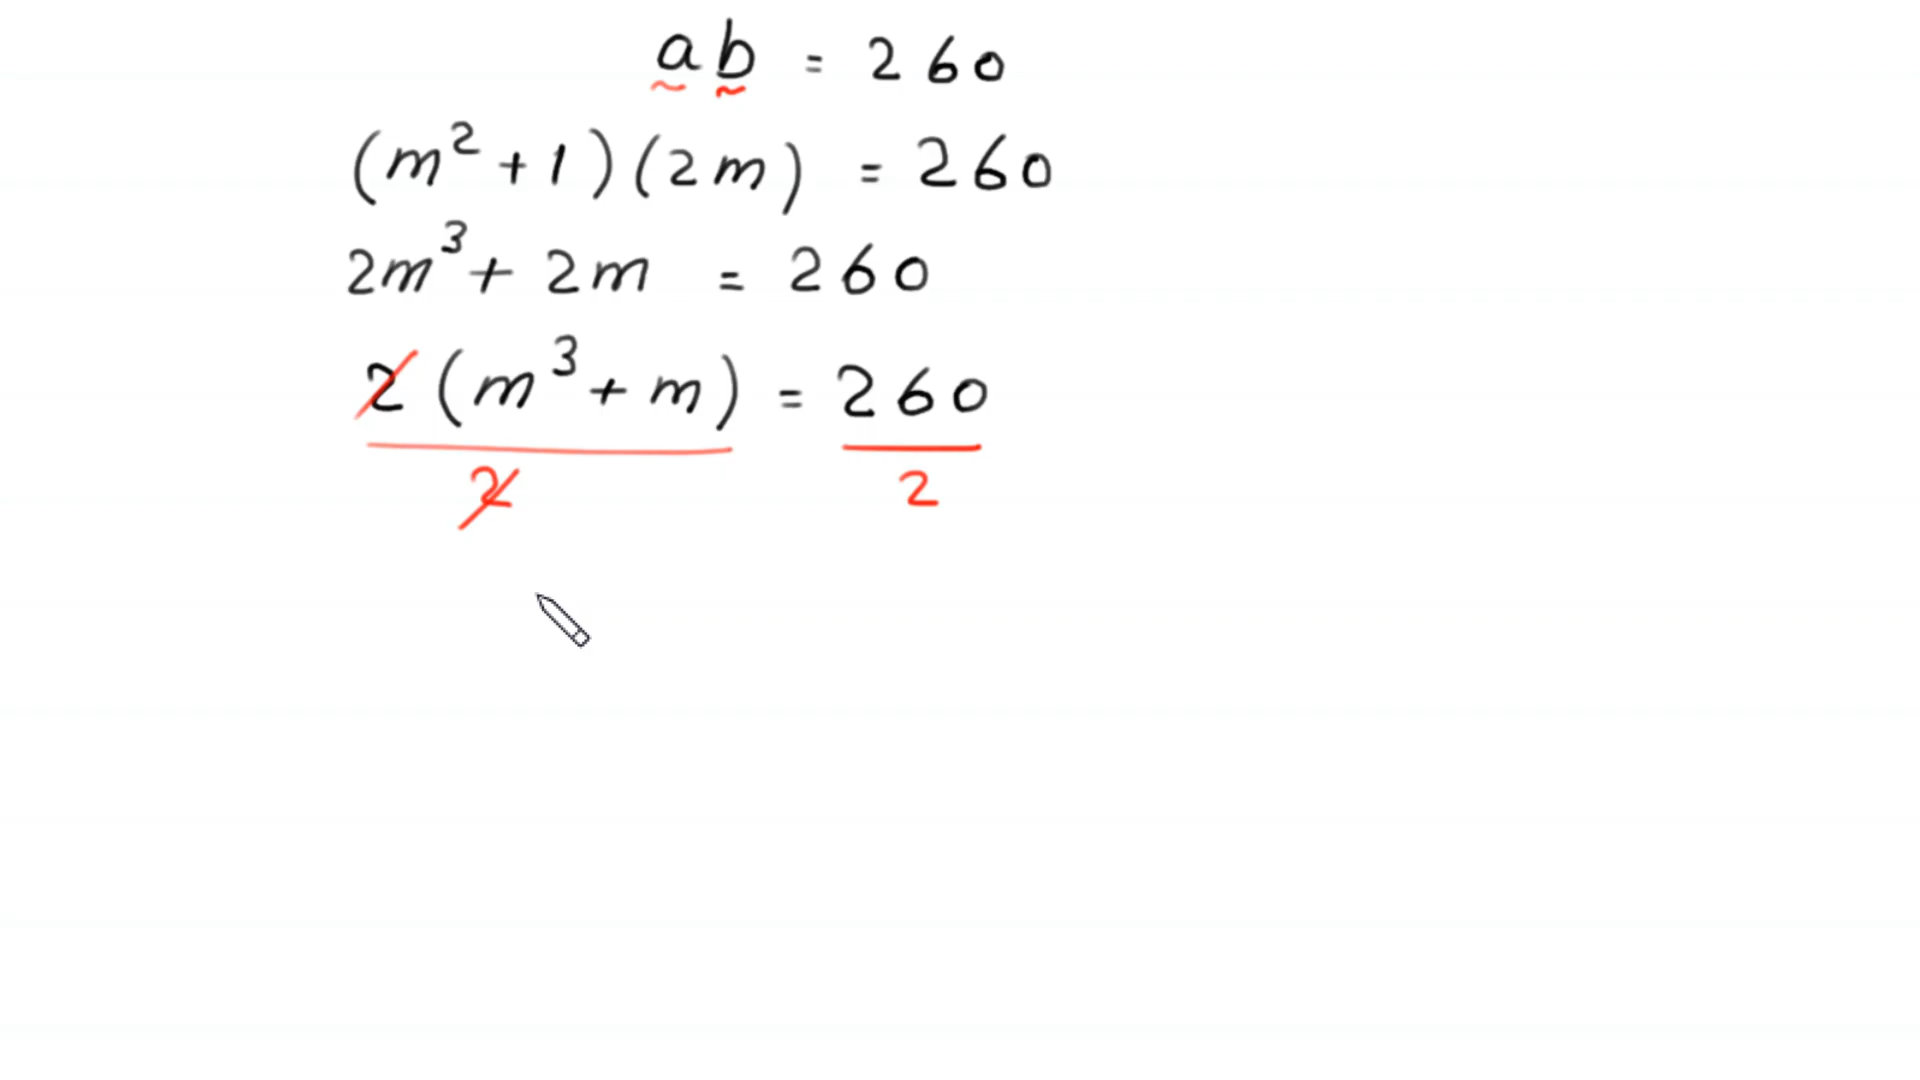 ab = 260
(m²+1)(2m) = 260
2m³+ 2m = 260
2(m³+m) = 260
2 2